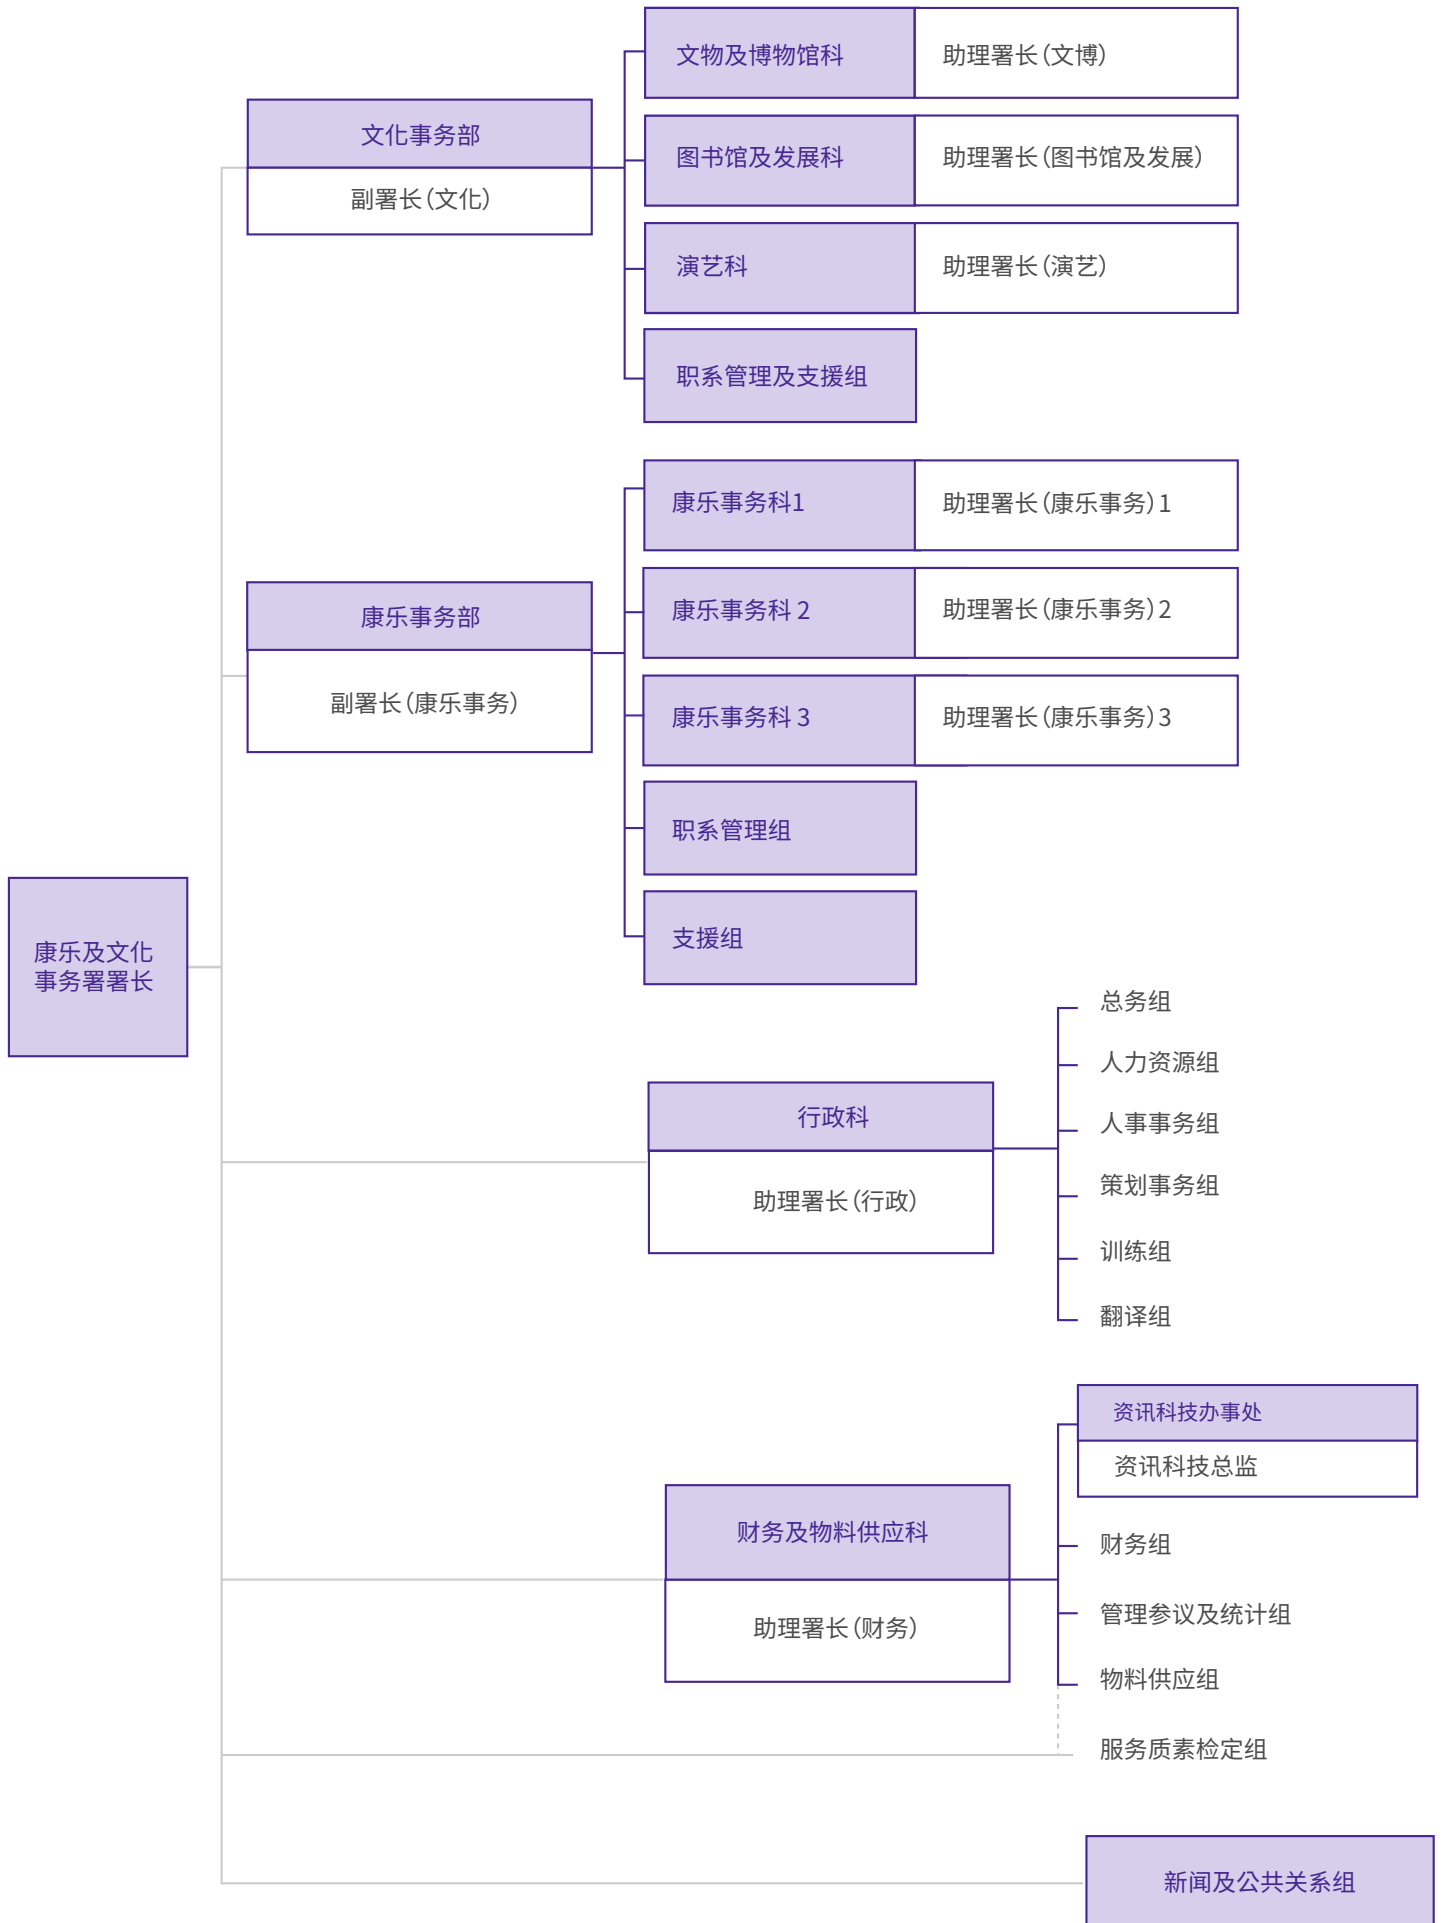 文物及博物馆科
助理署长(文博)
文化事务部
副署长(文化)
图书馆及发展科
助理署长(图书馆及发展)
演艺科
助理署长(演艺)
职系管理及支援组
康乐事务科1
助理署长(康乐事务)1
康乐事务部
副署长(康乐事务)
康乐事务科 2
助理署长(康乐事务)2
康乐事务科 3
助理署长(康乐事务)3
职系管理组
支援组
康乐及文化
事务署署长
总务组
人力资源组
人事事务组
行政科
助理署长(行政)
策划事务组
训练组
翻译组
资讯科技办事处
资讯科技总监
财务及物料供应科
助理署长(财务)
财务组
管理参议及统计组
物料供应组
服务质素检定组
新闻及公共关系组